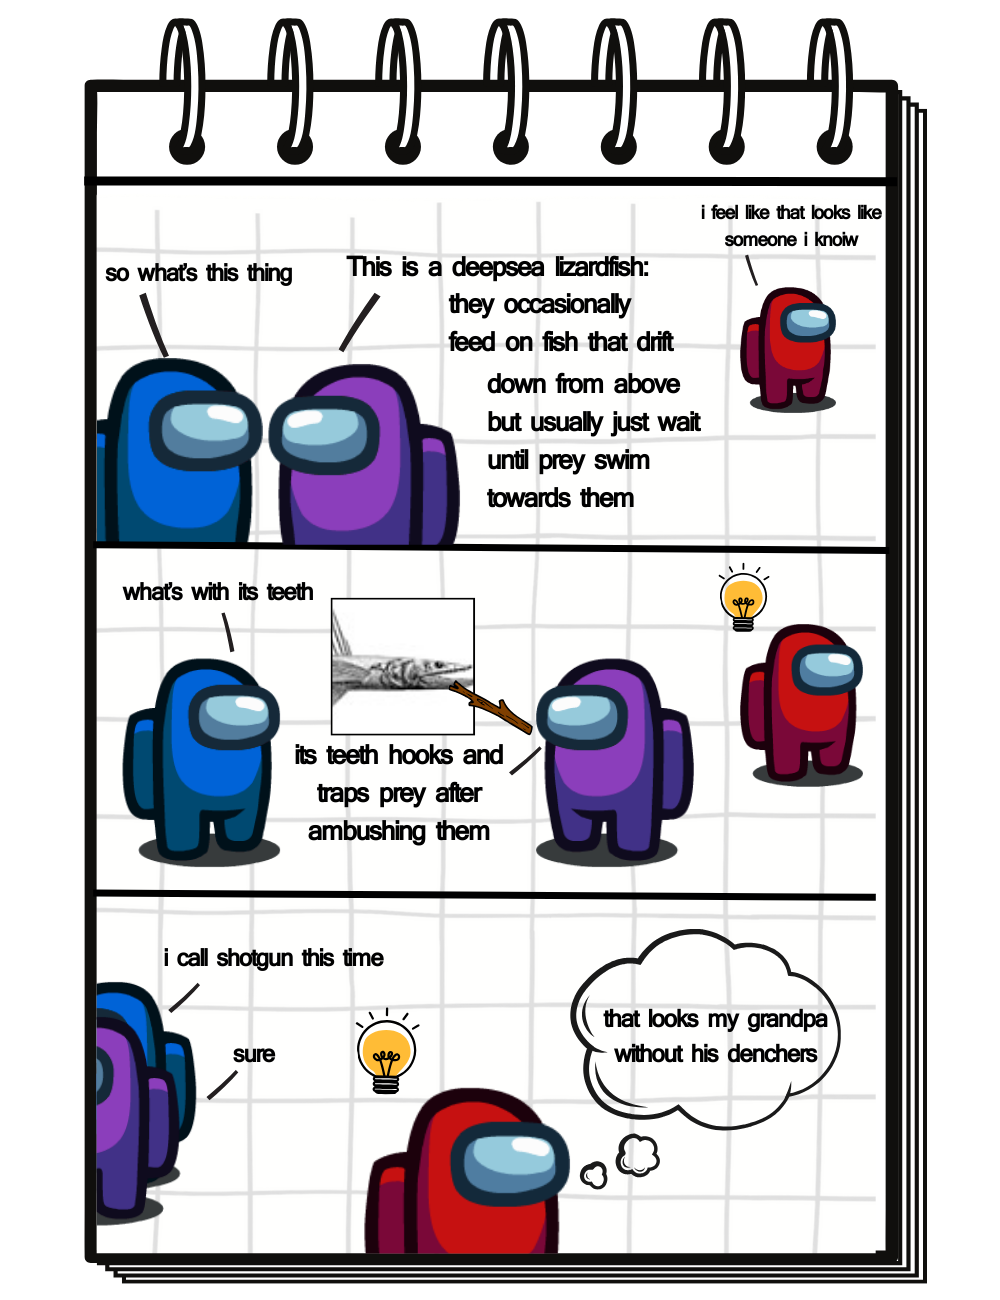 i feel like that looks like
someone i knoiw
so what's this thing
This is a deepsea lizardfish:
they occasionally
feed on fish that drift
down from above
but usually just wait
until prey swim
towards them
what's with its teeth
its teeth hooks and
traps prey after
ambushing them
i call shotgun this time
sure
that looks my grandpa
without his denchers